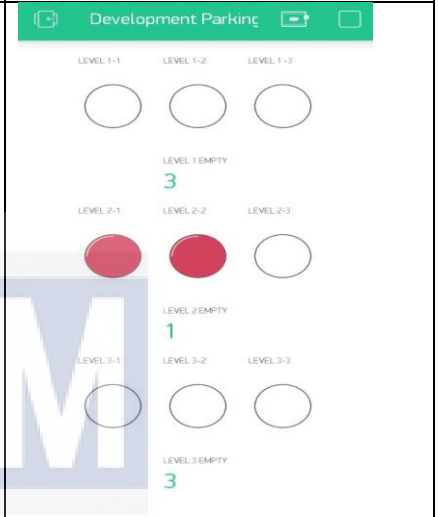 Development Parking
LEVEL 1-1 LEVEL 1-2 LEVEL 1-3
LEVEL 1 EMPTY
3
LEVEL 2-1 LEVEL 2-2 LEVEL 2-3
LEVEL 2 EMPTY
1
LEVEL 3-1 LEVEL 3-2 LEVEL 3-3
LEVEL 3 EMPTY
3
M